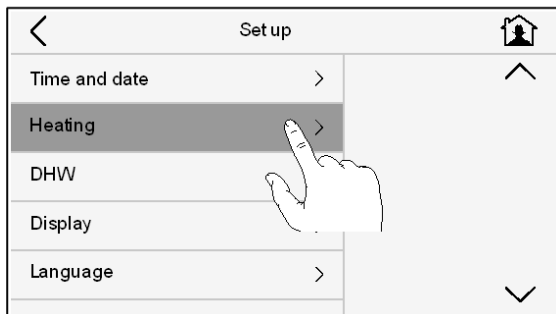 Set up
Time and date
Heating
DHW
Display
Language